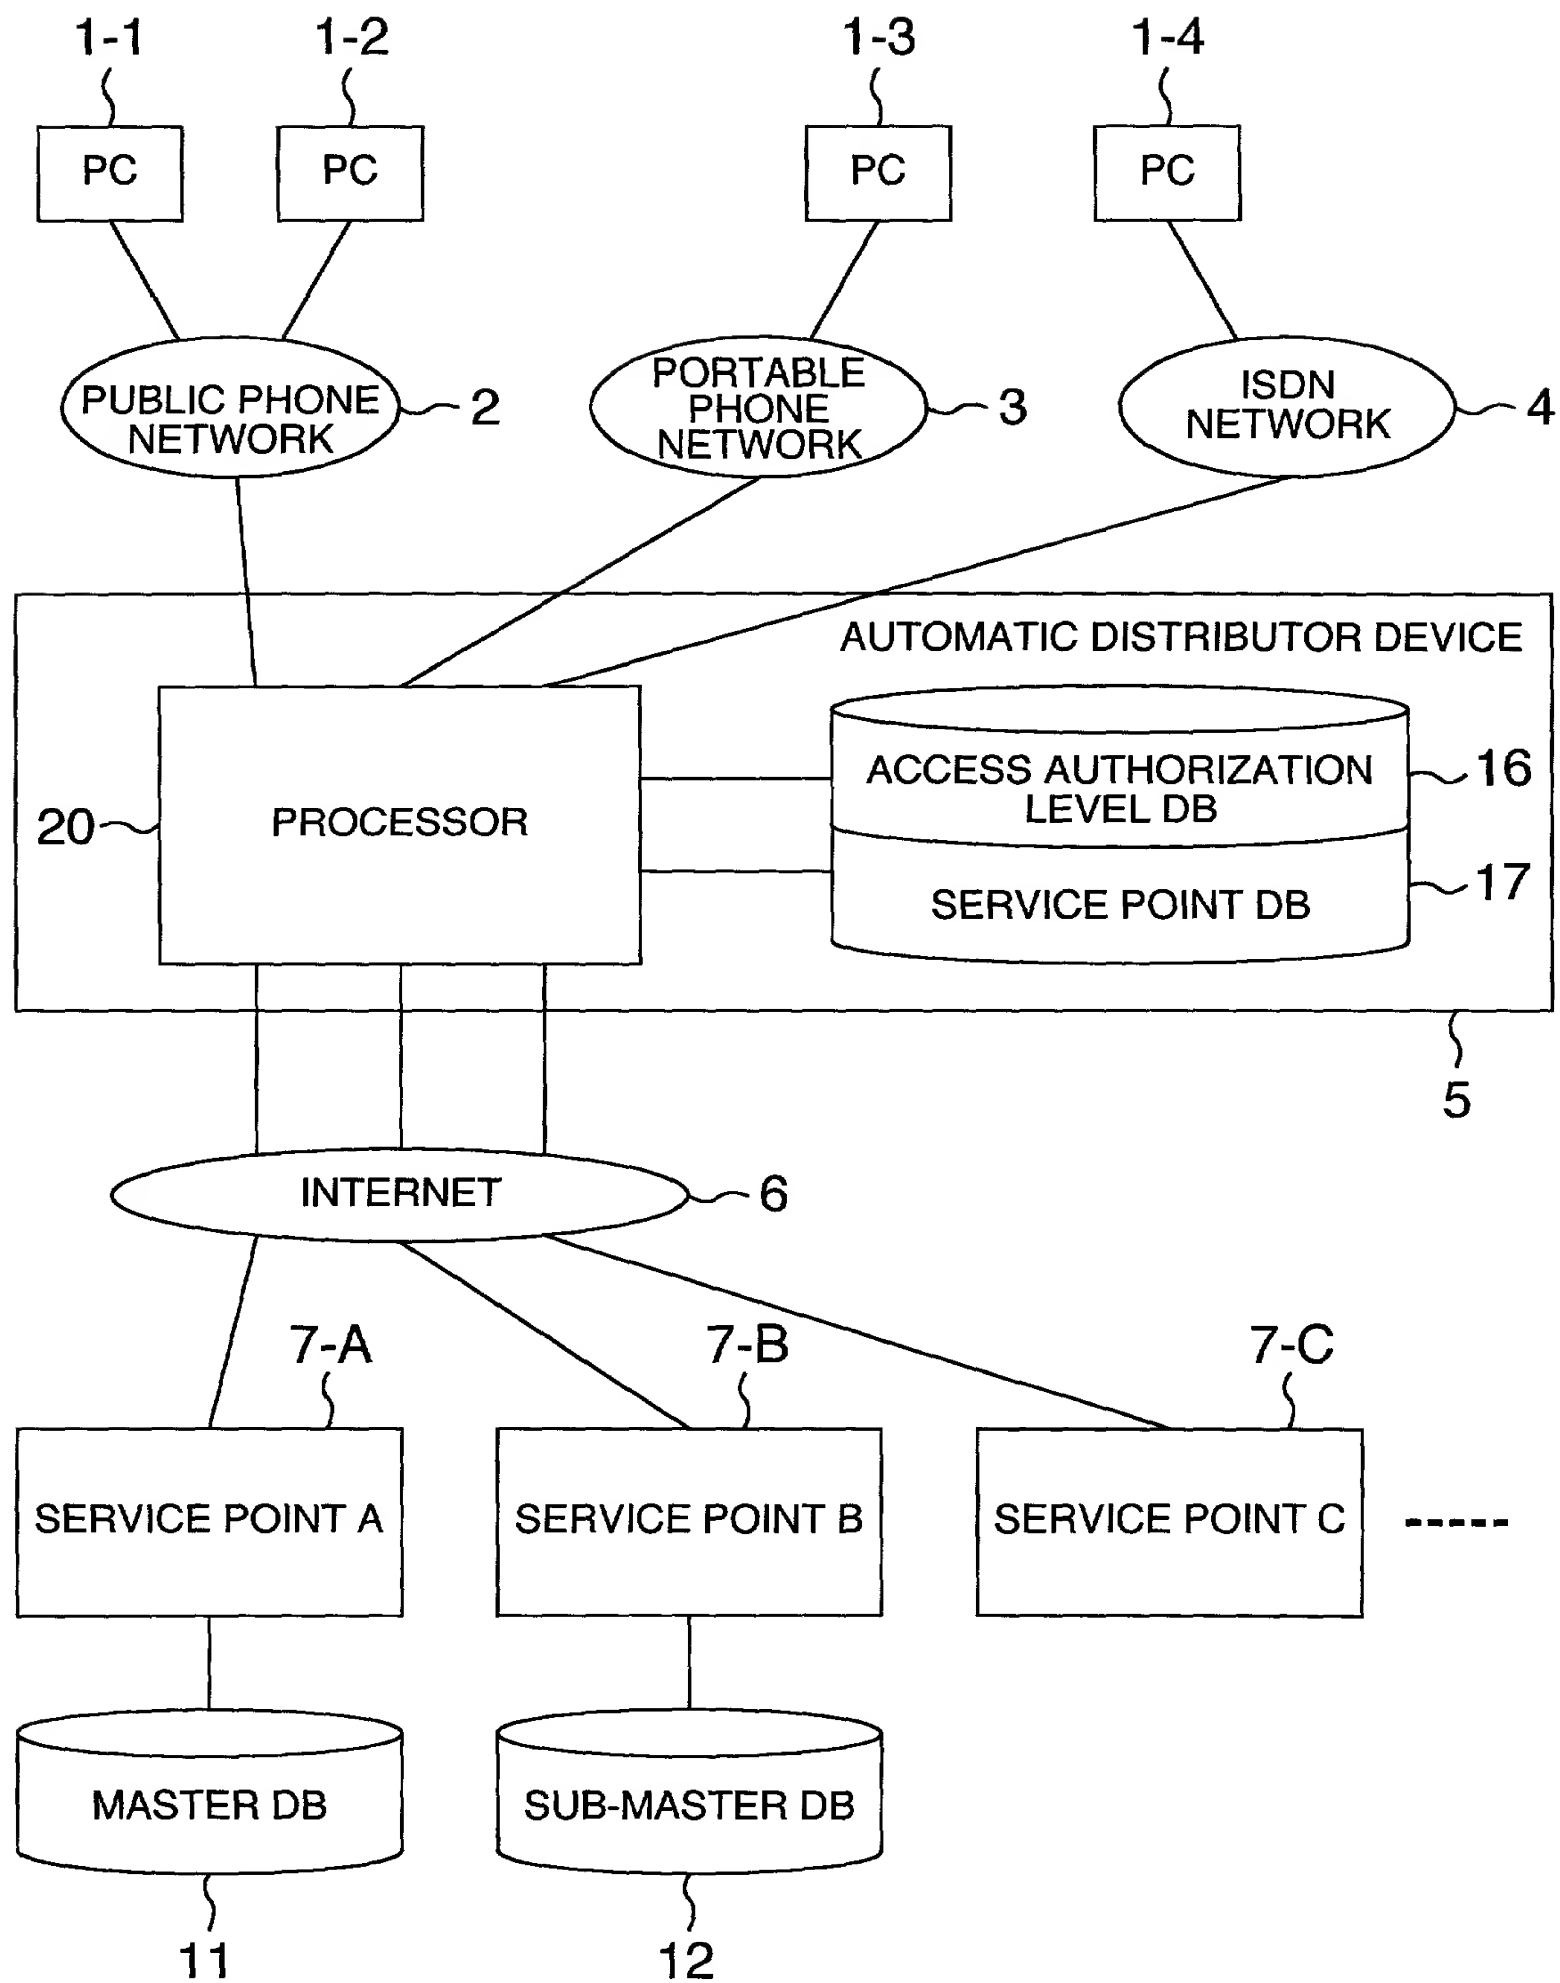 1-1
1-2
1-3
1-4
PC
PC
PC
PC
PUBLIC PHONE
NETWORK
2
PORTABLE
PHONE
NETWORK
3
ISDN
NETWORK
4
AUTOMATIC DISTRIBUTOR DEVICE
20
PROCESSOR
ACCESS AUTHORIZATION
LEVEL DB
16
SERVICE POINT DB
17
5
INTERNET
6
7-A
7-B
7-C
SERVICE POINT A
SERVICE POINT B
SERVICE POINT C
MASTER DB
SUB-MASTER DB
11
12